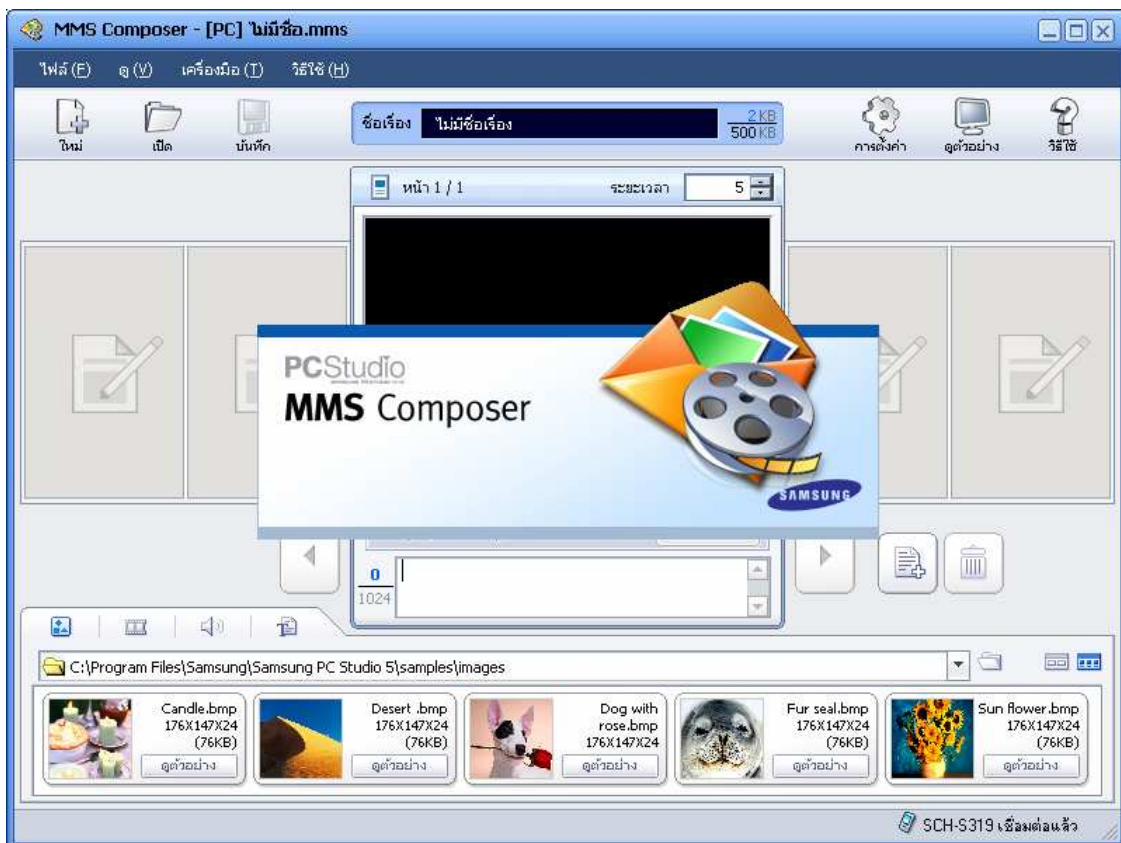 MMS Composer - [PC] ไม่มีชื่อ.mms
ไฟล์ (F) ดู (V) เครื่องมือ (T) วิธีใช้ (H)
ใหม่ เปิด บันทึก
ชื่อเรื่อง ไม่มีชื่อเรื่อง 2 KB
500 KB
การตั้งค่า ดูตัวอย่าง วิธีใช้
หน้า 1 / 1 ระยะเวลา 5
PCStudio
MMS Composer
SAMSUNG
0
1024
C:\Program Files\Samsung\Samsung PC Studio 5\samples\images
Candle.bmp
176X147X24
(76KB)
ดูตัวอย่าง
Desert .bmp
176X147X24
(76KB)
ดูตัวอย่าง
Dog with
rose.bmp
176X147X24
ดูตัวอย่าง
Fur seal.bmp
176X147X24
(76KB)
ดูตัวอย่าง
Sun flower.bmp
176X147X24
(76KB)
ดูตัวอย่าง
SCH-S319 เชื่อมต่อแล้ว